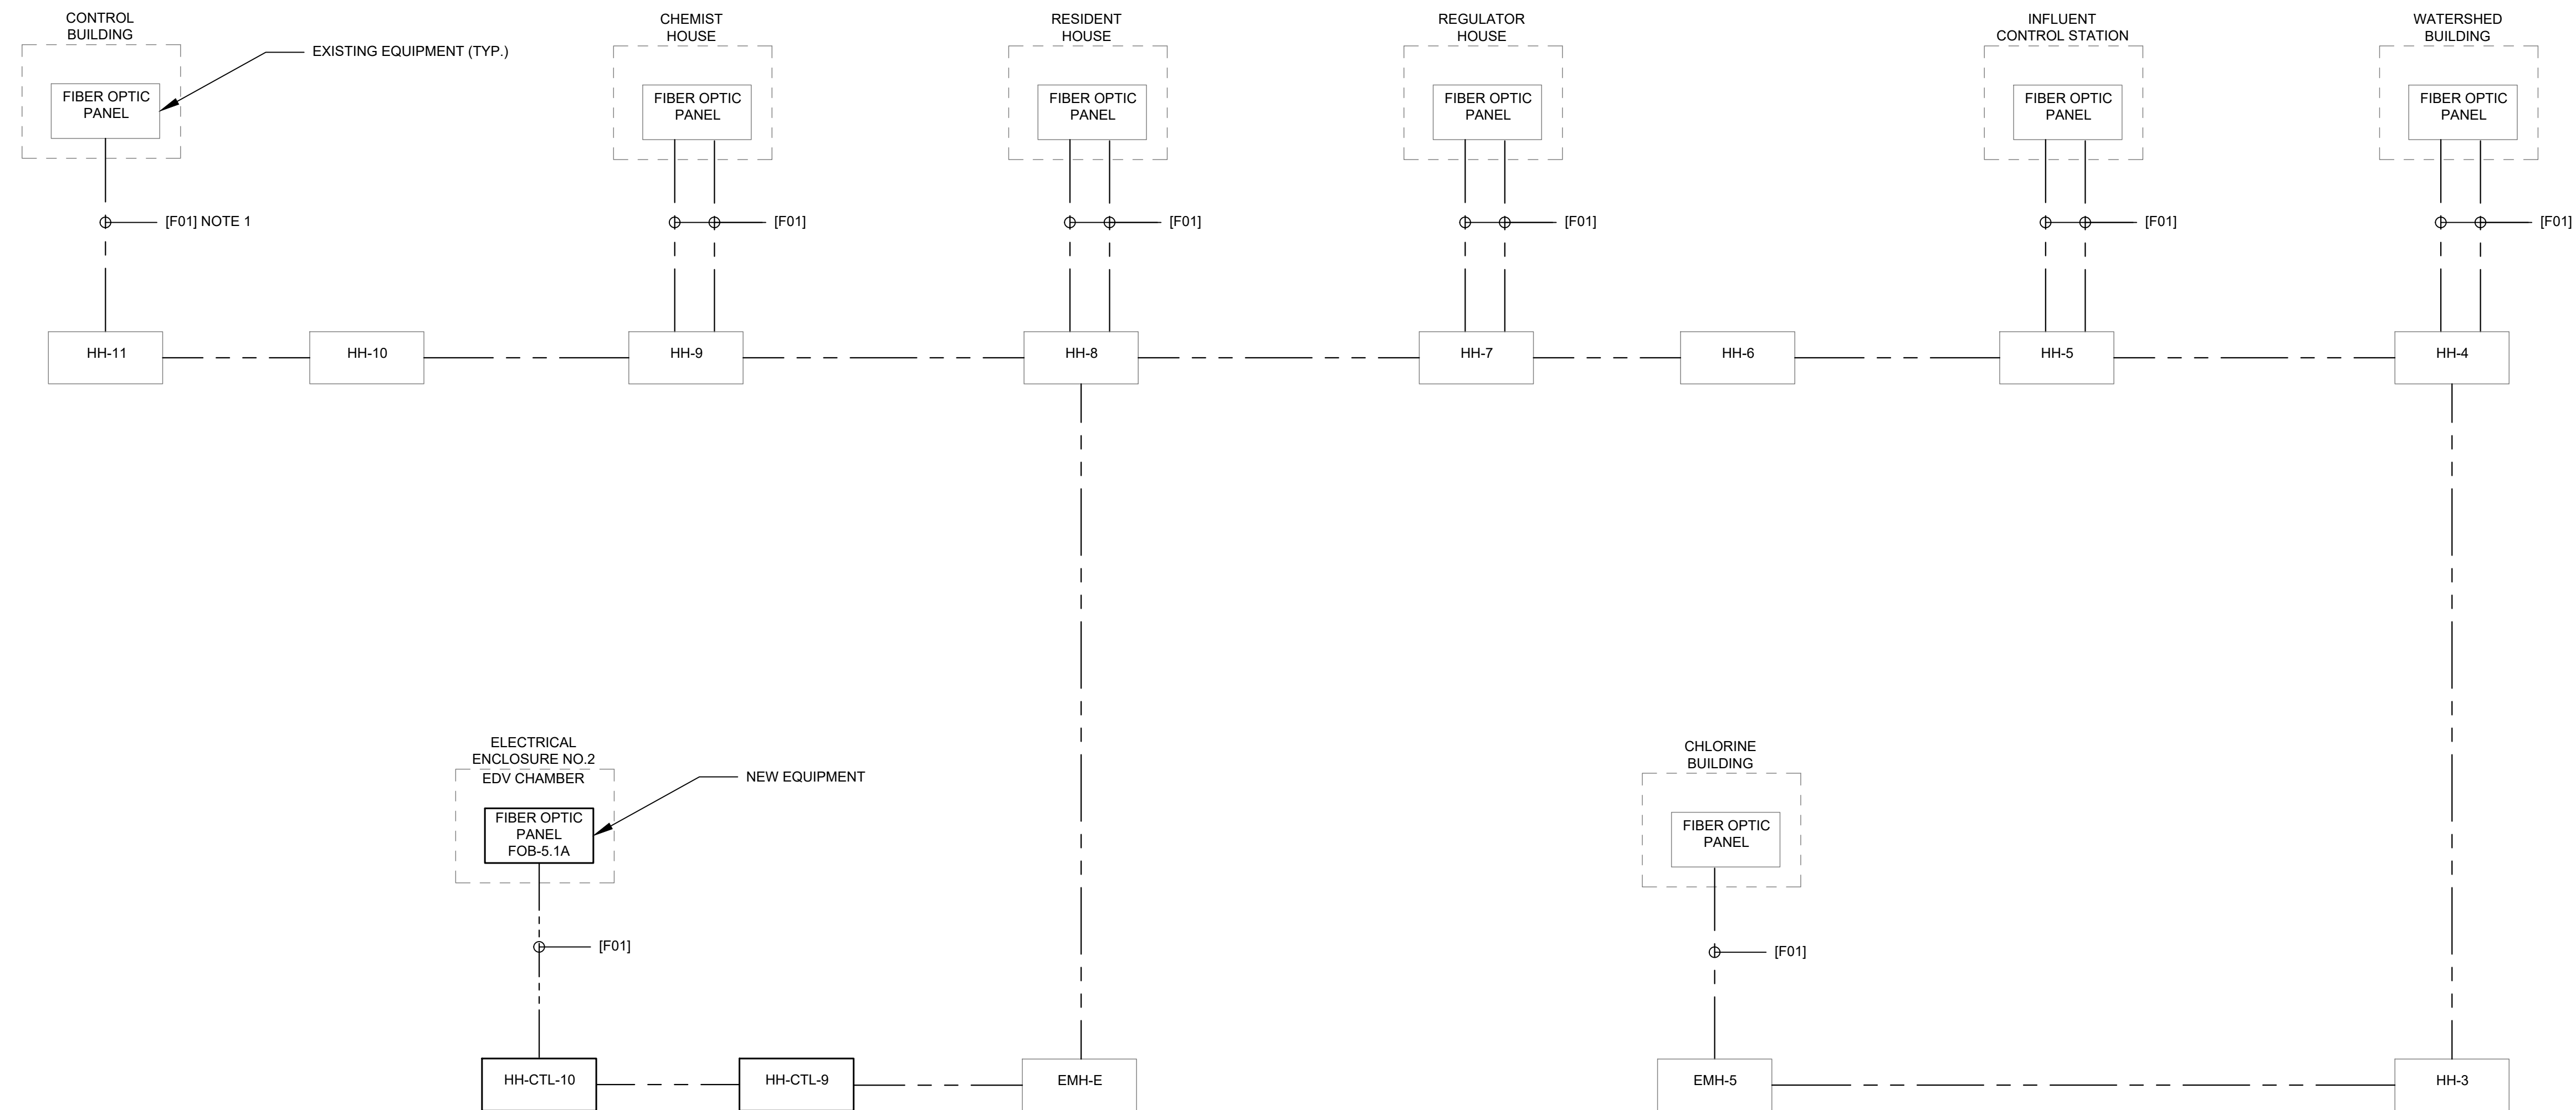 CONTROL
BUILDING
EXISTING EQUIPMENT (TYP.)
FIBER OPTIC
PANEL
[F01] NOTE 1
CHEMIST
HOUSE
FIBER OPTIC
PANEL
[F01]
RESIDENT
HOUSE
FIBER OPTIC
PANEL
[F01]
REGULATOR
HOUSE
FIBER OPTIC
PANEL
[F01]
INFLUENT
CONTROL STATION
FIBER OPTIC
PANEL
[F01]
WATERSHED
BUILDING
FIBER OPTIC
PANEL
[F01]
HH-11
HH-10
HH-9
HH-8
HH-7
HH-6
HH-5
HH-4
ELECTRICAL
ENCLOSURE NO.2
EDV CHAMBER
NEW EQUIPMENT
FIBER OPTIC
PANEL
FOB-5.1A
[F01]
CHLORINE
BUILDING
FIBER OPTIC
PANEL
[F01]
HH-CTL-10
HH-CTL-9
EMH-E
EMH-5
HH-3